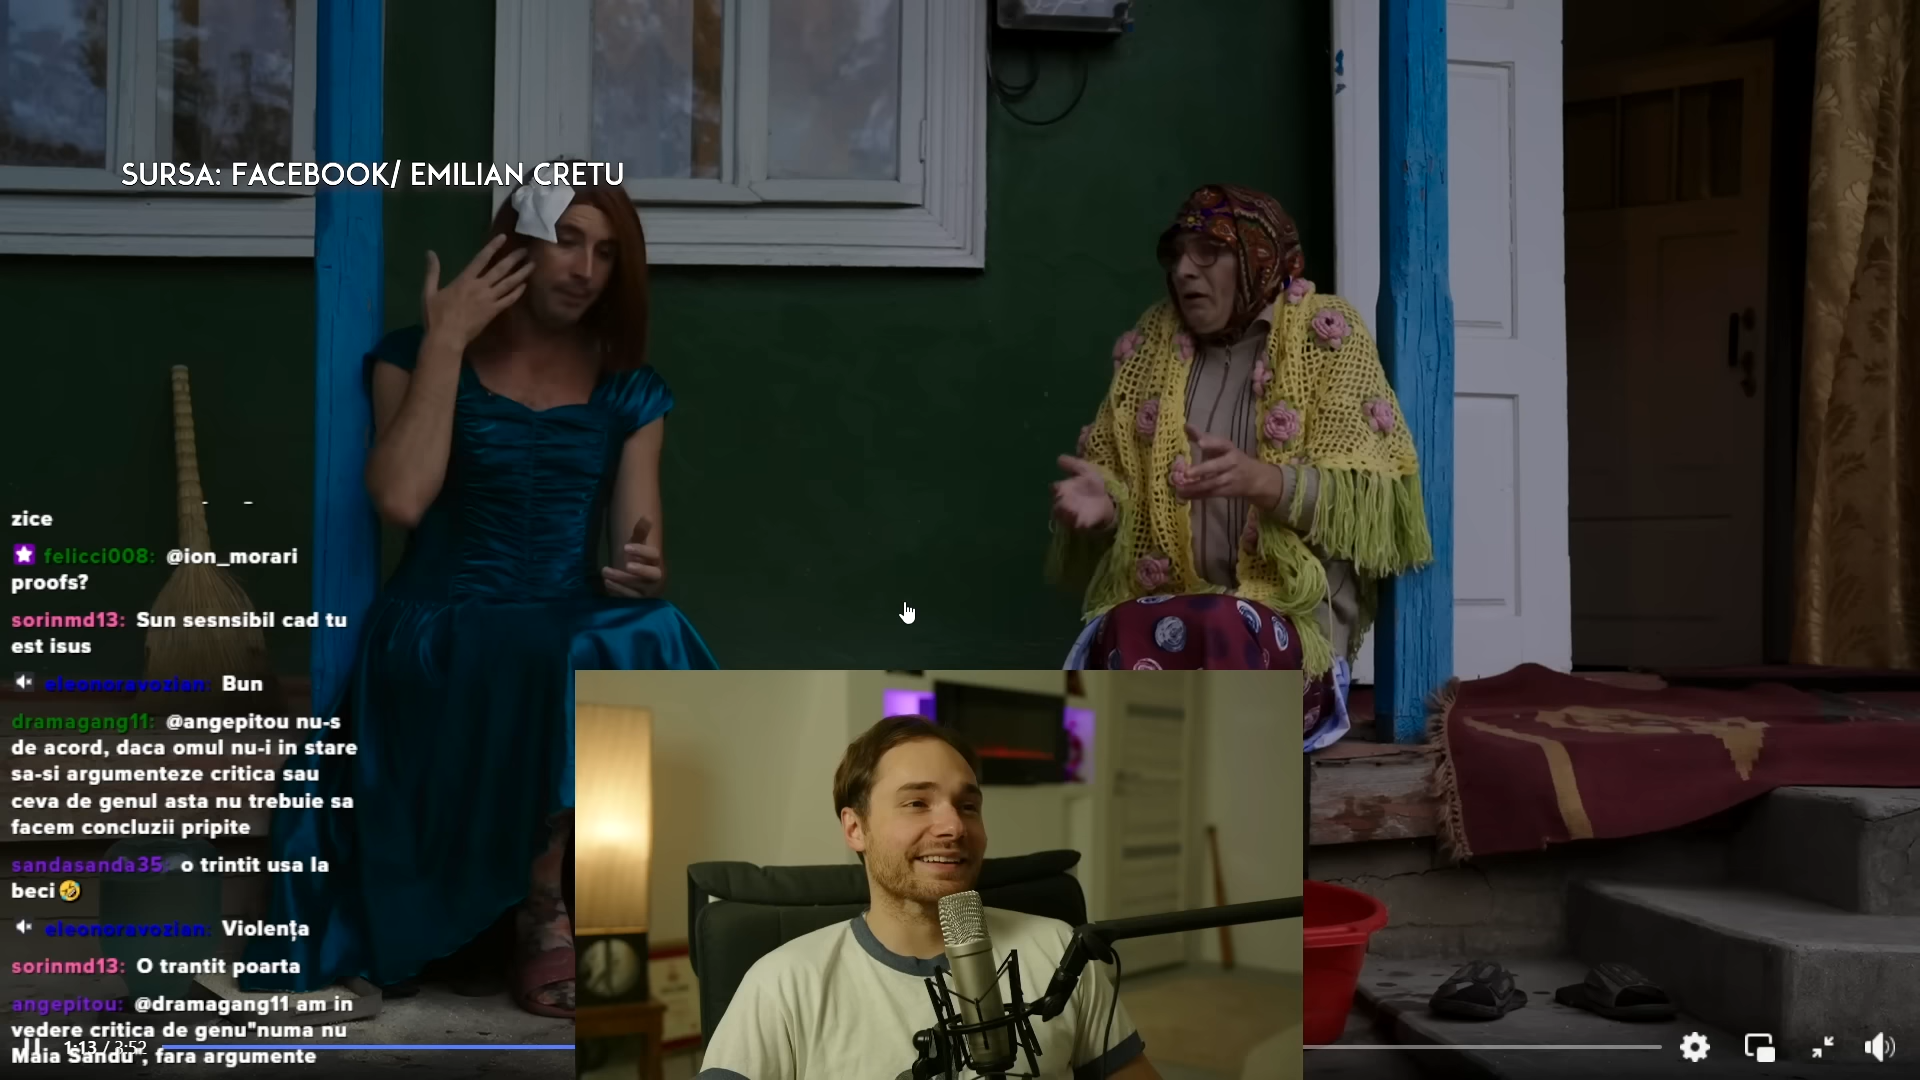 SURSA: FACEBOOK/ EMILIAN CRETU
zice
felicci008: @ion_morari
proofs?
sorinmd13: Sun sesnsibil cad tu
est isus
eleonoravozian: Bun
dramagang11: @angepitou nu-s
de acord, daca omul nu-i in stare
sa-si argumenteze critica sau
ceva de genul asta nu trebuie sa
facem concluzii pripite
sandasanda35: o trintit usa la
beci🤣
eleonoravozian: Violența
sorinmd13: O trantit poarta
angepitou: @dramagang11 am in
vedere critica de genu"numa nu
Maia Sandu", fara argumente
1:13 / 3:52